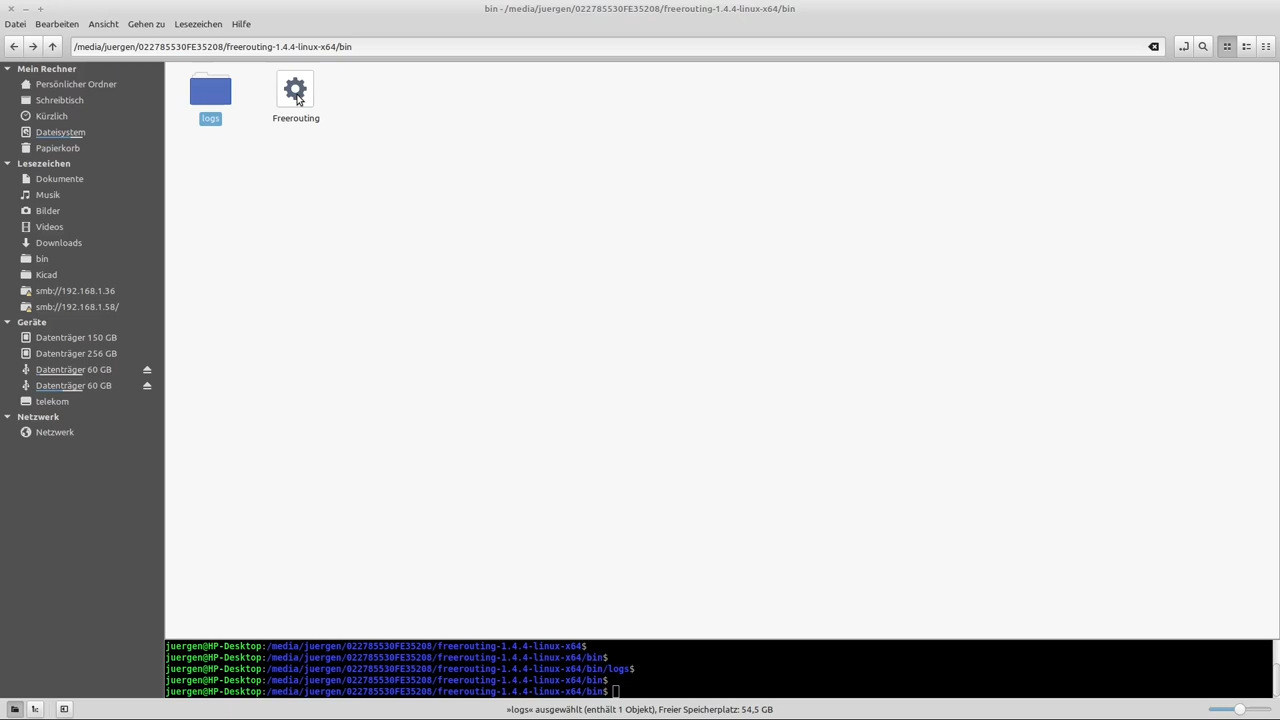 bin - /media/juergen/022785530FE35208/freerouting-1.4.4-linux-x64/bin
Datei Bearbeiten Ansicht Gehen zu Lesezeichen Hilfe
/media/juergen/022785530FE35208/freerouting-1.4.4-linux-x64/bin
Mein Rechner
Persönlicher Ordner
Schreibtisch
Kürzlich
Dateisystem
Papierkorb
Lesezeichen
Dokumente
Musik
Bilder
Videos
Downloads
bin
Kicad
smb://192.168.1.36
smb://192.168.1.58/
Geräte
Datenträger 150 GB
Datenträger 256 GB
Datenträger 60 GB
Datenträger 60 GB
telekom
Netzwerk
Netzwerk
logs
Freerouting
juergen@HP-Desktop:/media/juergen/022785530FE35208/freerouting-1.4.4-linux-x64$
juergen@HP-Desktop:/media/juergen/022785530FE35208/freerouting-1.4.4-linux-x64/bin$
juergen@HP-Desktop:/media/juergen/022785530FE35208/freerouting-1.4.4-linux-x64/bin/logs$
juergen@HP-Desktop:/media/juergen/022785530FE35208/freerouting-1.4.4-linux-x64/bin$
juergen@HP-Desktop:/media/juergen/022785530FE35208/freerouting-1.4.4-linux-x64/bin$
»logs« ausgewählt (enthält 1 Objekt), Freier Speicherplatz: 54,5 GB